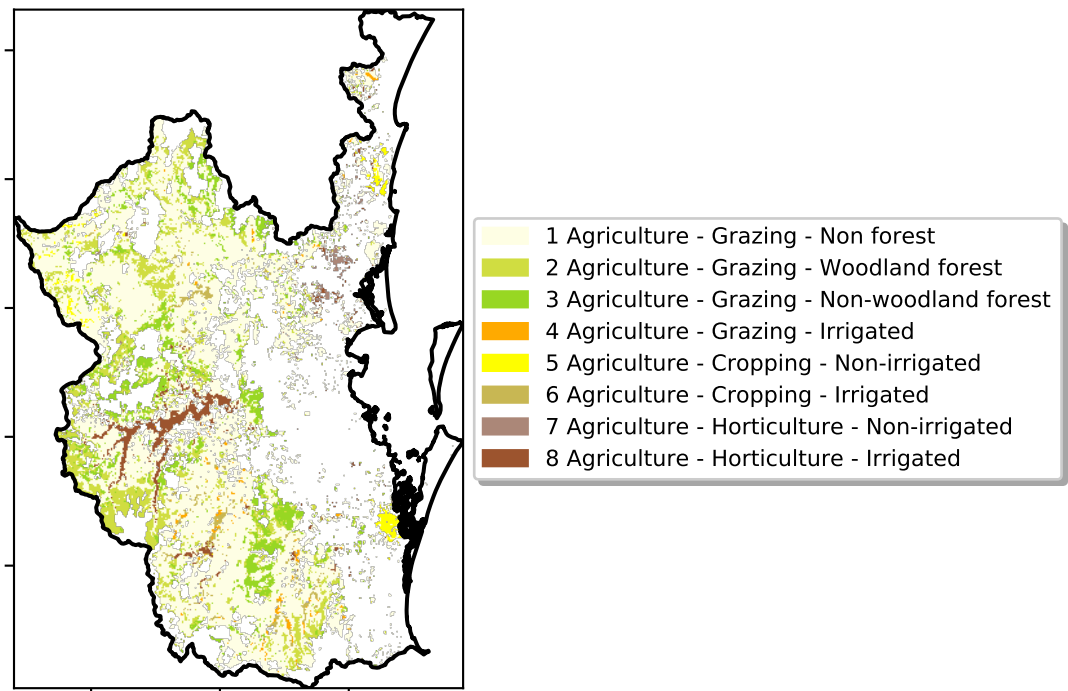 1 Agriculture - Grazing - Non forest
2 Agriculture - Grazing - Woodland forest
3 Agriculture - Grazing - Non-woodland forest
4 Agriculture - Grazing - Irrigated
5 Agriculture - Cropping - Non-irrigated
6 Agriculture - Cropping - Irrigated
7 Agriculture - Horticulture - Non-irrigated
8 Agriculture - Horticulture - Irrigated